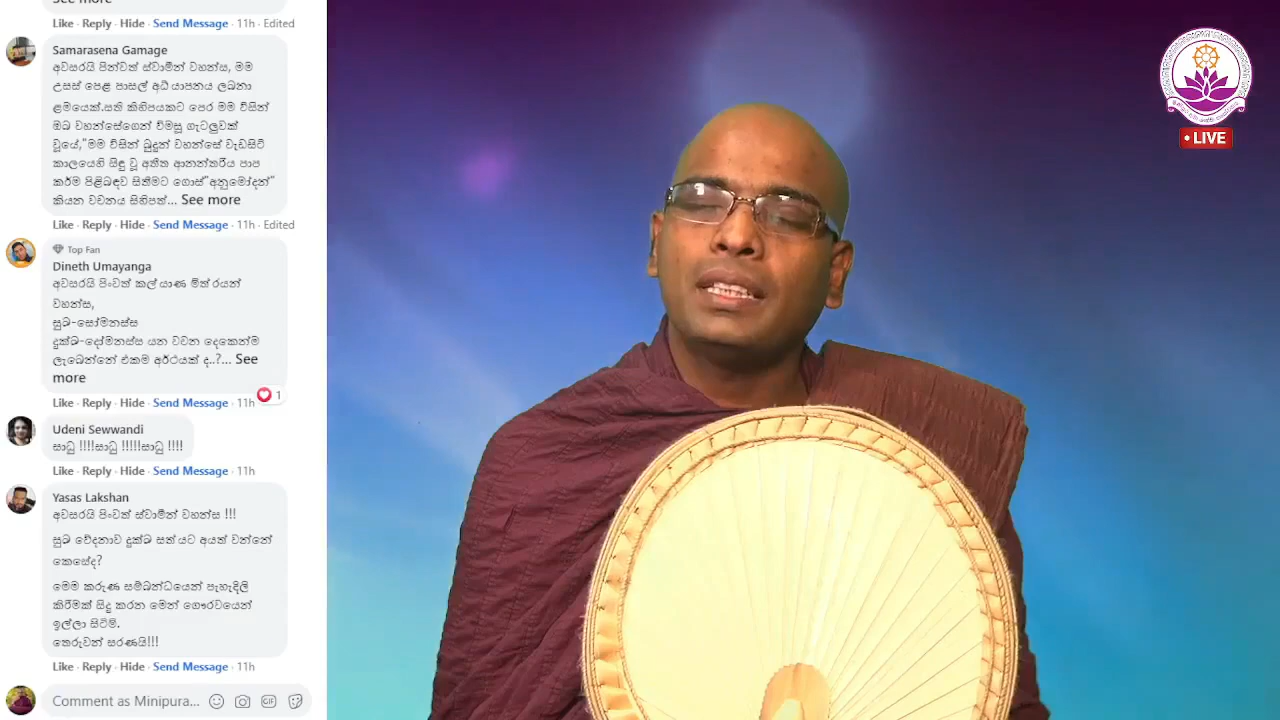 See more
Like · Reply · Hide · Send Message · 11h · Edited
Samarasena Gamage
අවසරයි පින්වත් ස්වාමීන් වහන්ස, මම
උසස් පෙළ පාසල් අධ්‍යාපනය ලබනා
ළමයෙක්.සති කිහිපයකට පෙර මම විසින්
ඔබ වහන්සේගෙන් විමසූ ගැටලුවක්
වූයේ,"මම විසින් බුදුන් වහන්සේ වැඩසිටි
කාලයෙහි සිඳු වූ අතීත ආනන්තරීය පාප
කර්ම පිළිබඳව සිතීමට ගොස්"අනුමෝදන්"
කියන වචනය සිහිපත්... See more
Like · Reply · Hide · Send Message · 11h · Edited
Top Fan
Dineth Umayanga
අවසරයි පිංවත් කල්‍යාණ මිත්‍රයන්
වහන්ස,
සුඛ-සෝමනස්ස
දුක්ඛ-දෝමනස්ස යන වචන දෙකෙන්ම
ලැබෙන්නේ එකම අර්ථයක් ද..?... See
more
Like · Reply · Hide · Send Message · 11h
1
Udeni Sewwandi
සාධු !!!!සාධු !!!!!සාධු !!!!
Like · Reply · Hide · Send Message · 11h
Yasas Lakshan
අවසරයි පිංවත් ස්වාමීන් වහන්ස !!!
සුඛ වේදනාව දුක්ඛ සත්‍යට අයත් වන්නේ
කෙසේද?
මෙම කරුණ සම්බන්ධයෙන් පැහැදිලි
කිරීමක් සිදු කරන මෙන් ගෞරවයෙන්
ඉල්ලා සිටිමි.
තෙරුවන් සරණයි!!!
Like · Reply · Hide · Send Message · 11h
Comment as Minipura...
GIF
• LIVE